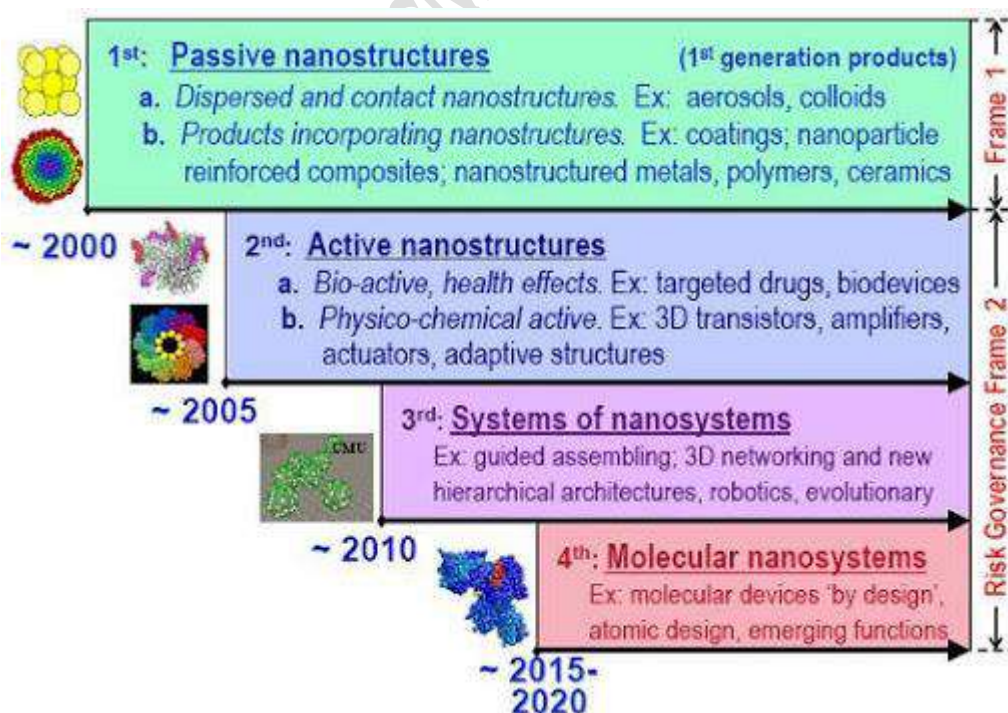 1st: Passive nanostructures (1st generation products)
a. Dispersed and contact nanostructures. Ex: aerosols, colloids
b. Products incorporating nanostructures. Ex: coatings; nanoparticle
reinforced composites; nanostructured metals, polymers, ceramics
Frame 1
~ 2000
2nd: Active nanostructures
a. Bio-active, health effects. Ex: targeted drugs, biodevices
b. Physico-chemical active. Ex: 3D transistors, amplifiers,
actuators, adaptive structures
~ 2005
CMU
3rd: Systems of nanosystems
Ex: guided assembling; 3D networking and new
hierarchical architectures, robotics, evolutionary
~ 2010
4th: Molecular nanosystems
Ex: molecular devices 'by design',
atomic design, emerging functions
~ 2015-
2020
Risk Governance Frame 2